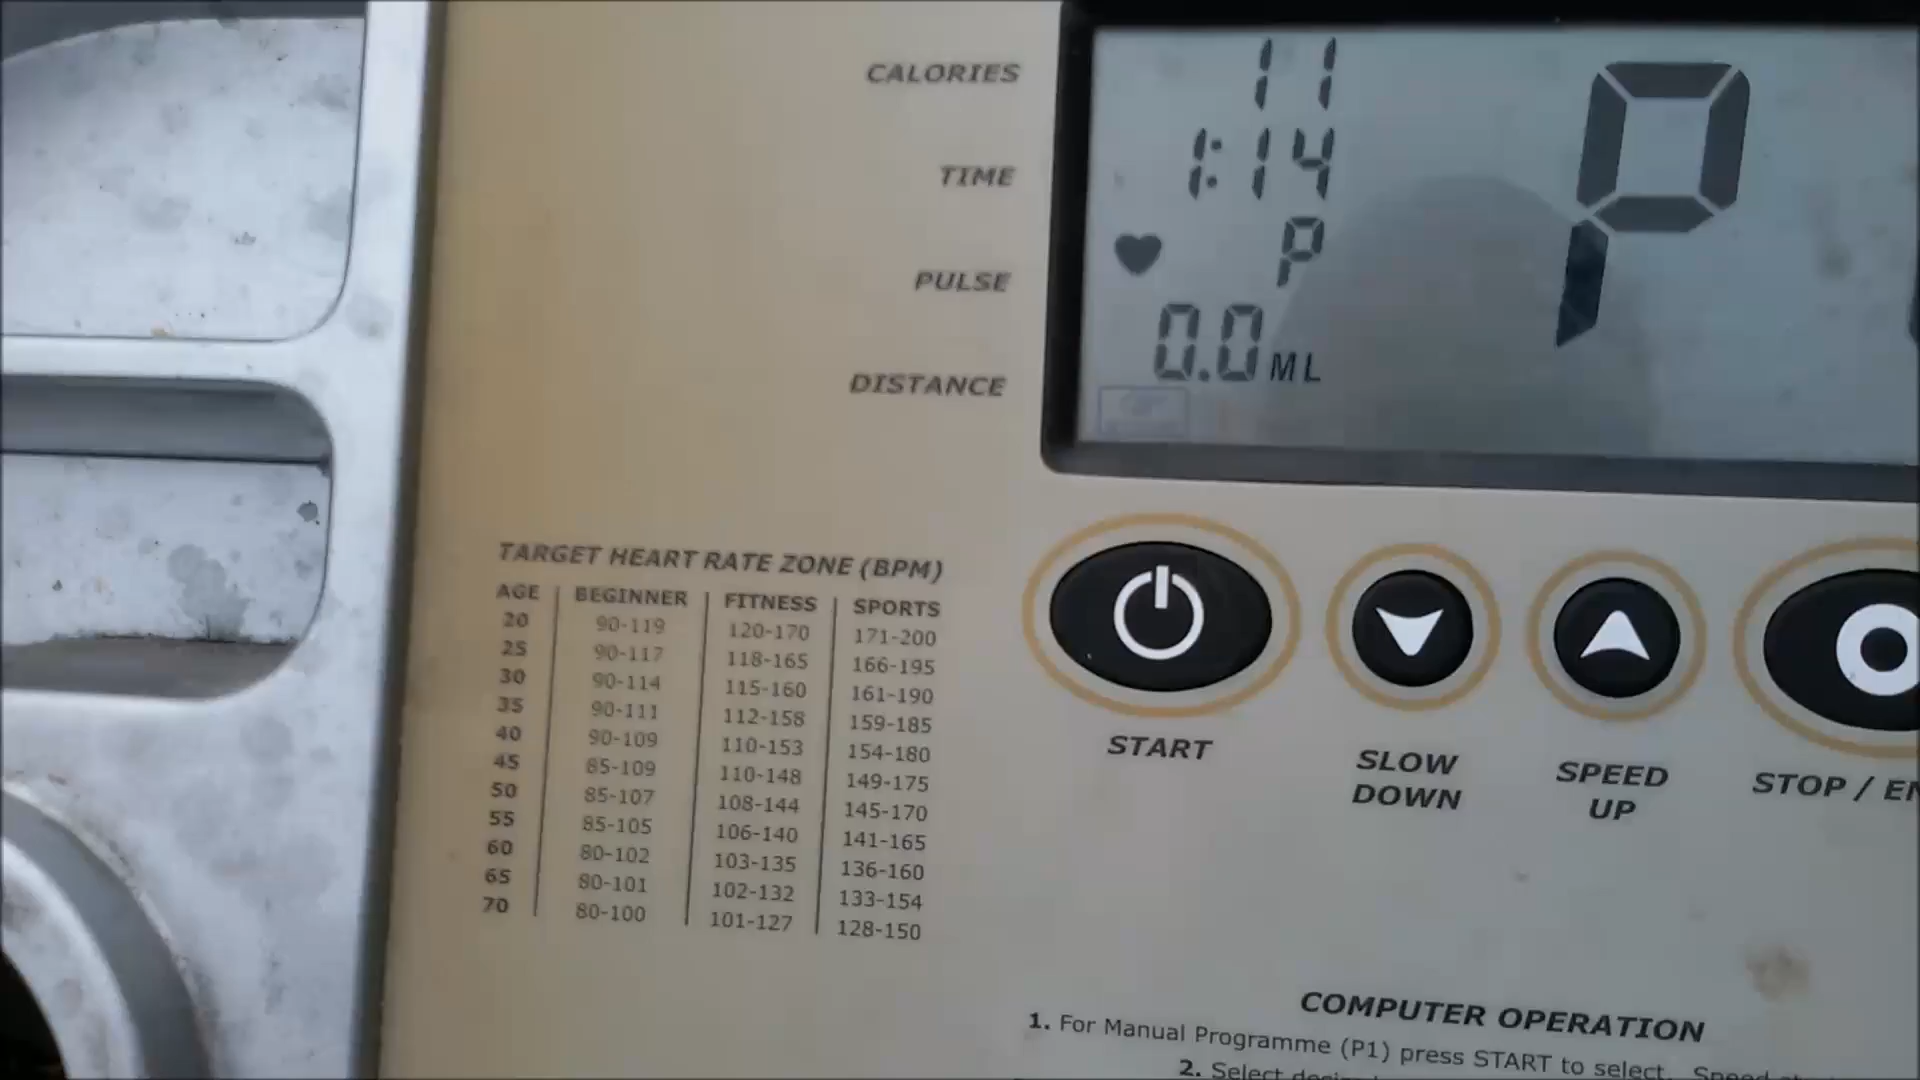 CALORIES 11
TIME 1:14
PULSE P
DISTANCE 0.0 ML
P
TARGET HEART RATE ZONE (BPM)
AGE BEGINNER FITNESS SPORTS
20 90-119 120-170 171-200
25 90-117 118-165 166-195
30 90-114 115-160 161-190
35 90-111 112-158 159-185
40 90-109 110-153 154-180
45 85-109 110-148 149-175
50 85-107 108-144 145-170
55 85-105 106-140 141-165
60 80-102 103-135 136-160
65 80-101 102-132 133-154
70 80-100 101-127 128-150
START
SLOW
DOWN
SPEED
UP
STOP /
COMPUTER OPERATION
1. For Manual Programme (P1) press START to select. Speed
2. Select